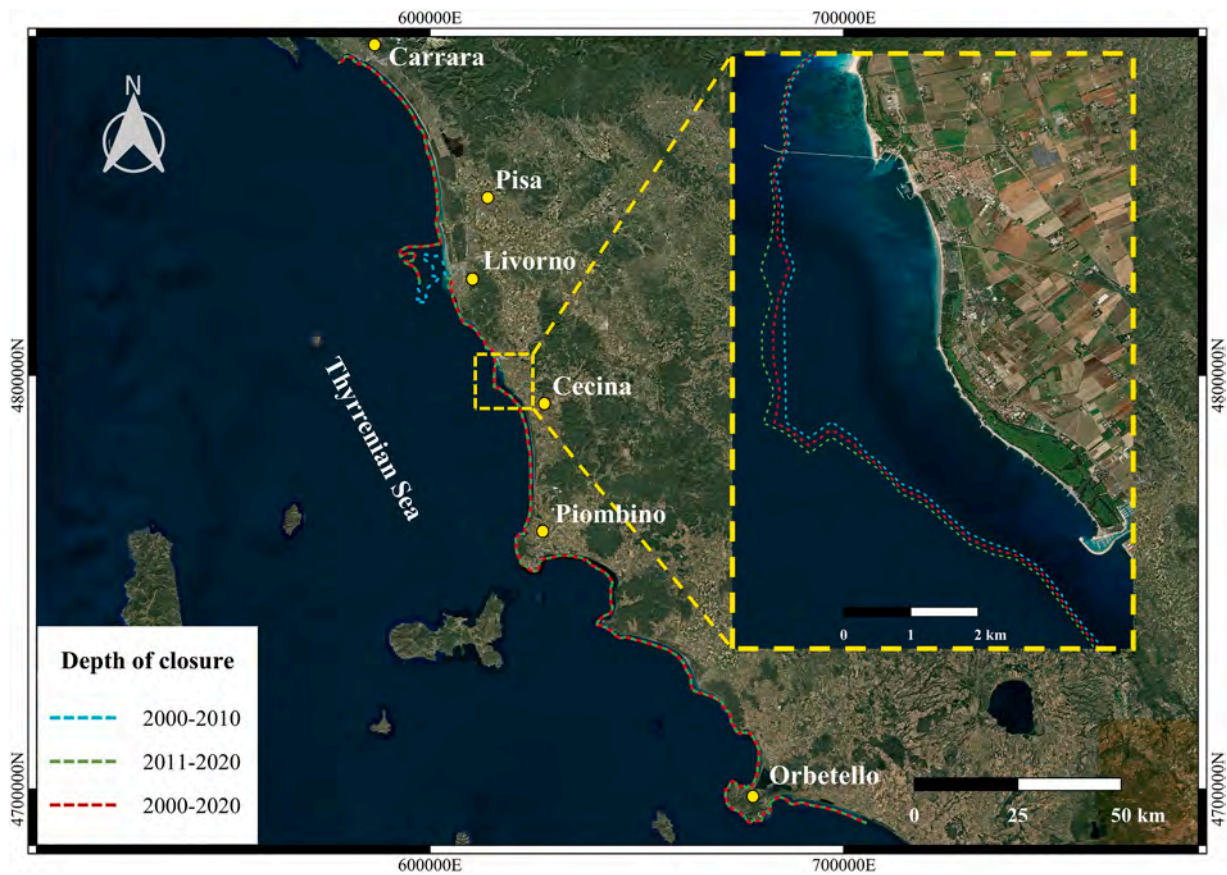 600000E
700000E
Carrara
N
Pisa
Livorno
4800000N
4800000N
Thyrrenian Sea
Cecina
Piombino
0
1
2 km
Depth of closure
2000-2010
2011-2020
2000-2020
Orbetello
4700000N
4700000N
0
25
50 km
600000E
700000E